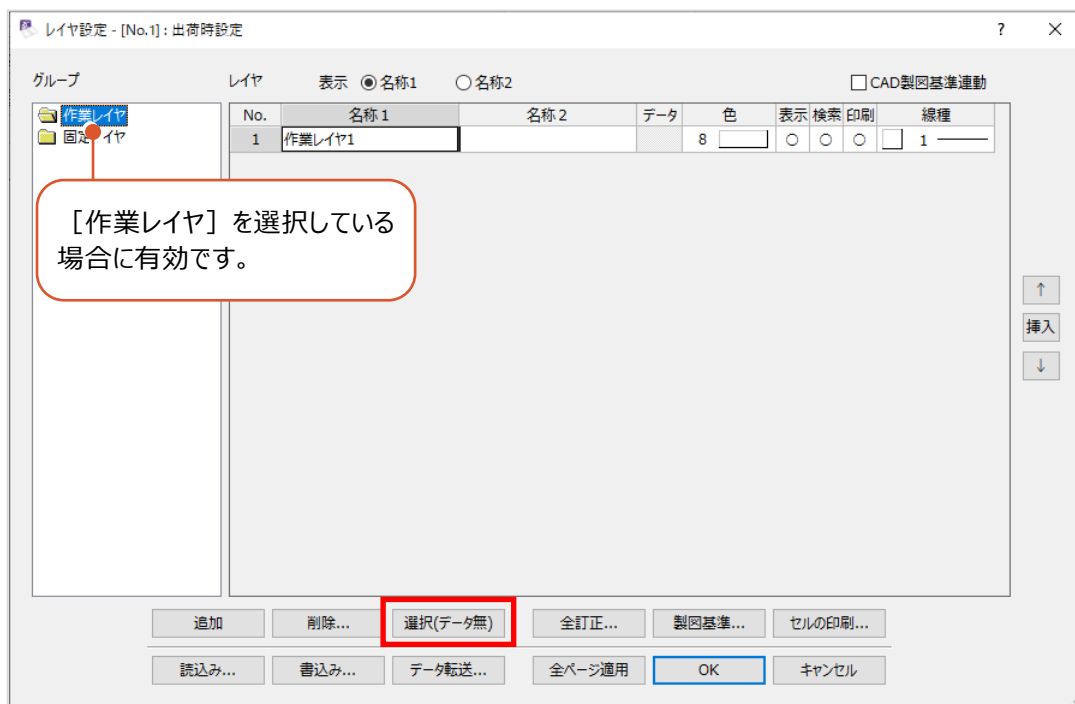 レイヤ設定 - [No.1] : 出荷時設定 ? ×
グループ レイヤ 表示 名称1 名称2 CAD製図基準連動
作業レイヤ
固定 イヤ
No. 名称 1 名称 2 データ 色 表示 検索 印刷 線種
1 作業レイヤ1 8 ○ ○ ○ 1
［作業レイヤ］を選択している
場合に有効です。
↑
挿入
↓
追加 削除... 選択(データ無) 全訂正... 製図基準... セルの印刷...
読込み... 書込み... データ転送... 全ページ適用 OK キャンセル